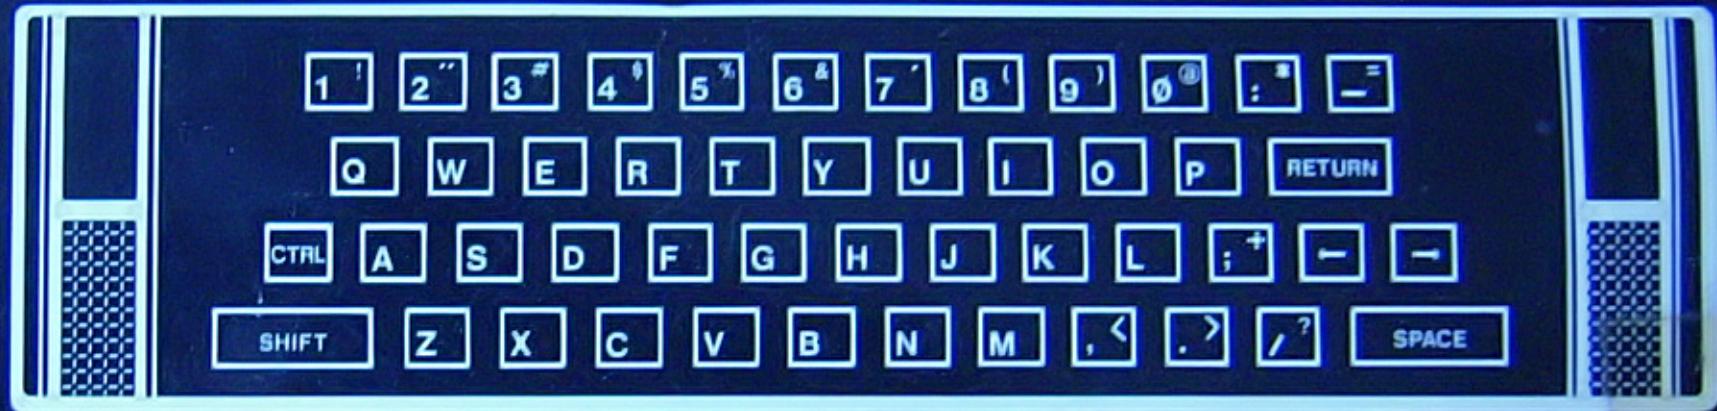 1 ! 2 " 3 # 4 $ 5 % 6 & 7 ' 8 ( 9 ) Ø @ : * – =
Q W E R T Y U I O P RETURN
CTRL A S D F G H J K L ; + ← →
SHIFT Z X C V B N M , < . > / ? SPACE